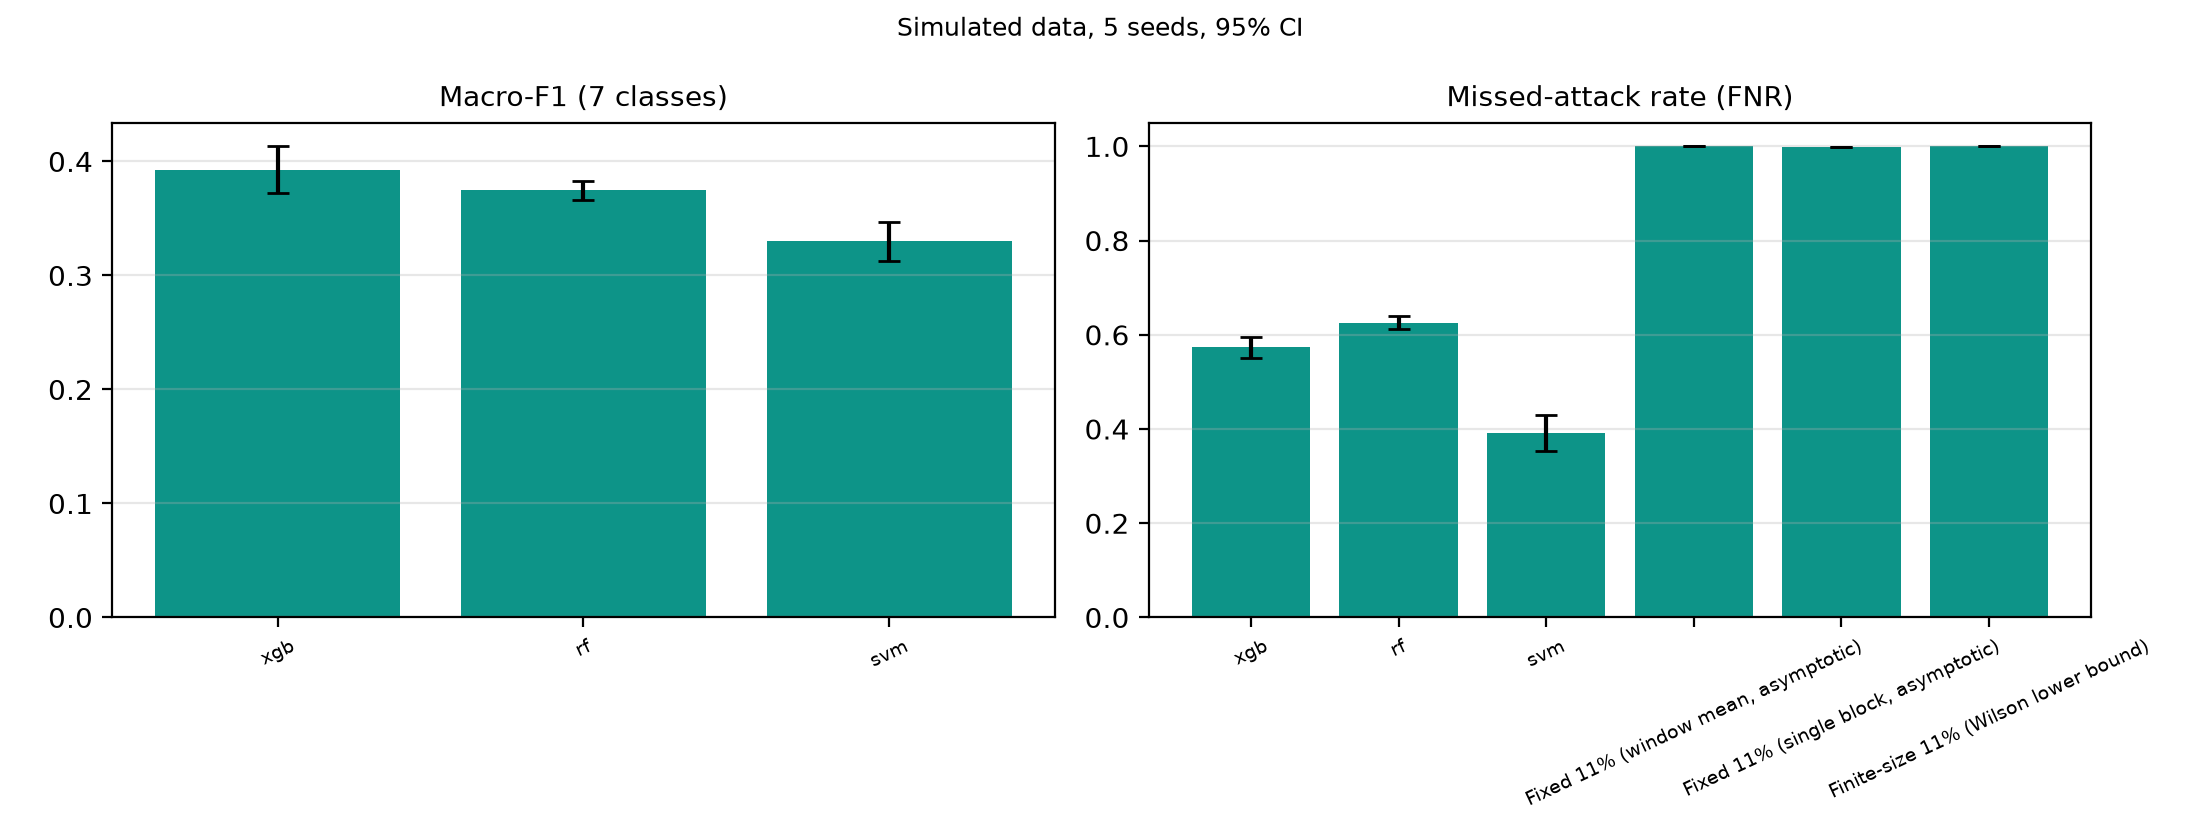 Simulated data, 5 seeds, 95% CI
Macro-F1 (7 classes)
0.4
0.3
0.2
0.1
0.0
xgb
rf
svm
Missed-attack rate (FNR)
1.0
0.8
0.6
0.4
0.2
0.0
xgb
rf
svm
Fixed 11% (window mean, asymptotic)
Fixed 11% (single block, asymptotic)
Finite-size 11% (Wilson lower bound)